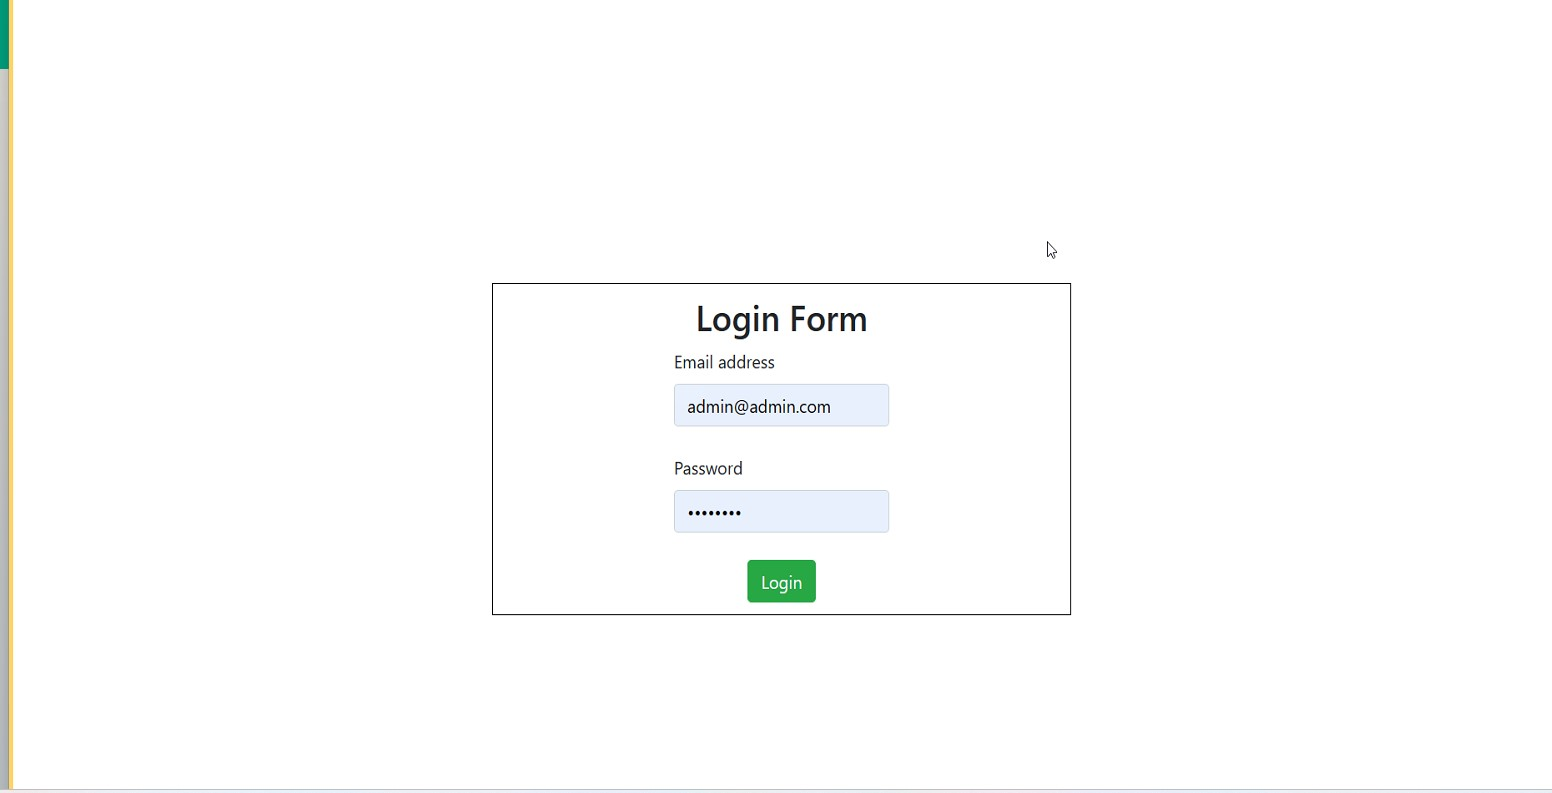 Login Form
Email address
admin@admin.com
Password
••••••••
Login